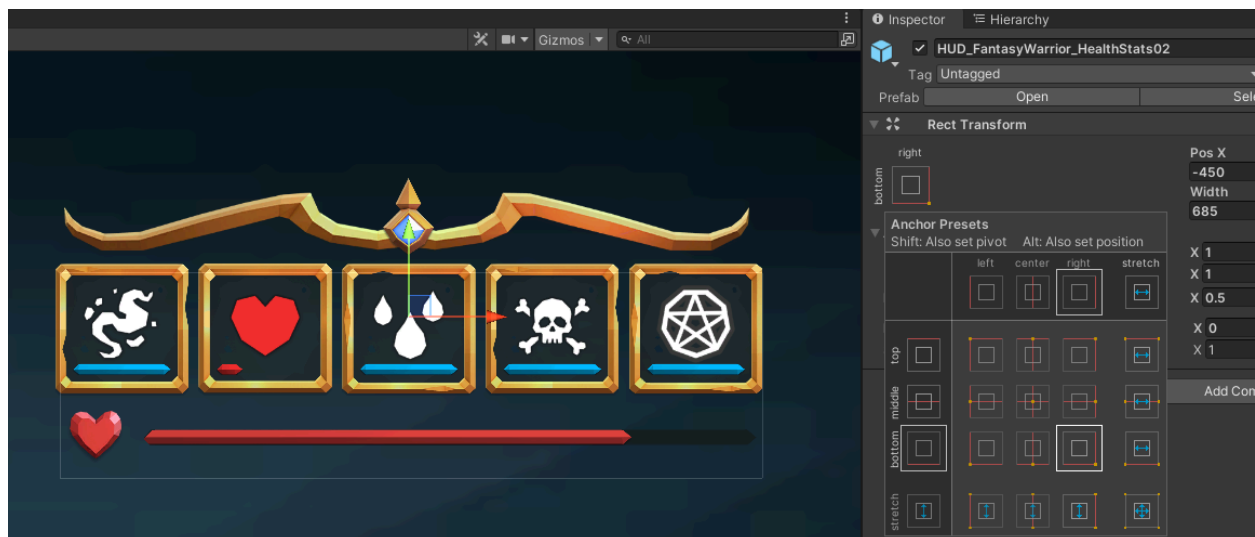 Inspector
Hierarchy
Gizmos
All
HUD_FantasyWarrior_HealthStats02
Tag Untagged
Prefab Open
Rect Transform
right
bottom
Pos X
-450
Width
685
Anchor Presets
Shift: Also set pivot Alt: Also set position
left center right stretch
top
middle
bottom
stretch
X 1
X 1
X 0.5
X 0
X 1
Add Com